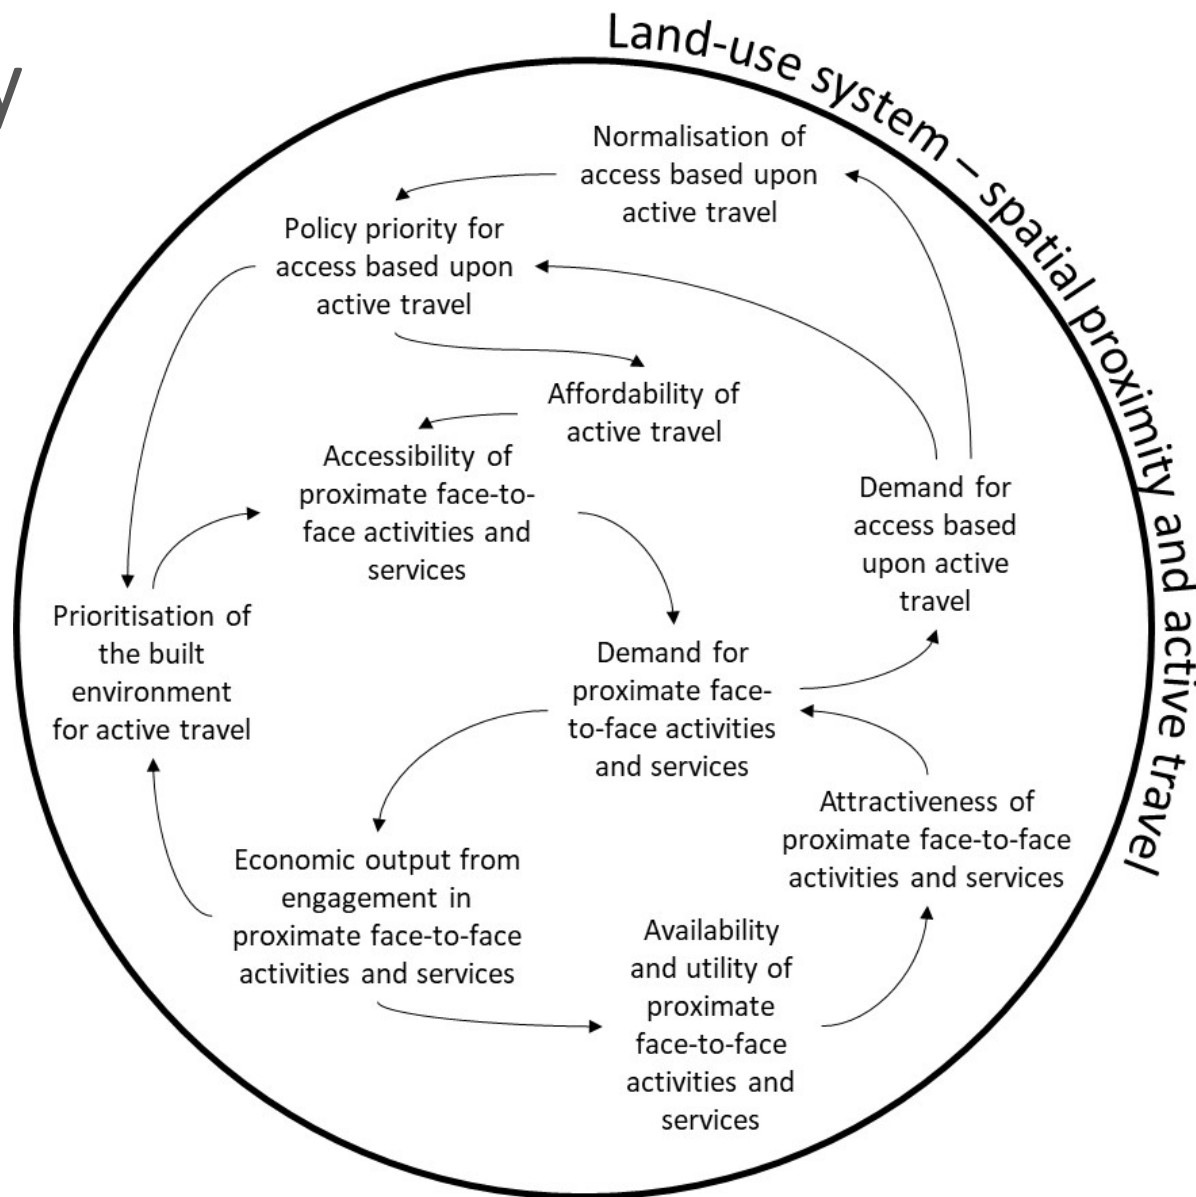 y
Land-use system – spatial proximity and active travel
Normalisation of
access based upon
active travel
Policy priority for
access based upon
active travel
Affordability of
active travel
Accessibility of
proximate face-to-
face activities and
services
Demand for
access based
upon active
travel
Prioritisation of
the built
environment
for active travel
Demand for
proximate face-
to-face activities
and services
Attractiveness of
proximate face-to-face
activities and services
Economic output from
engagement in
proximate face-to-face
activities and services
Availability
and utility of
proximate
face-to-face
activities and
services